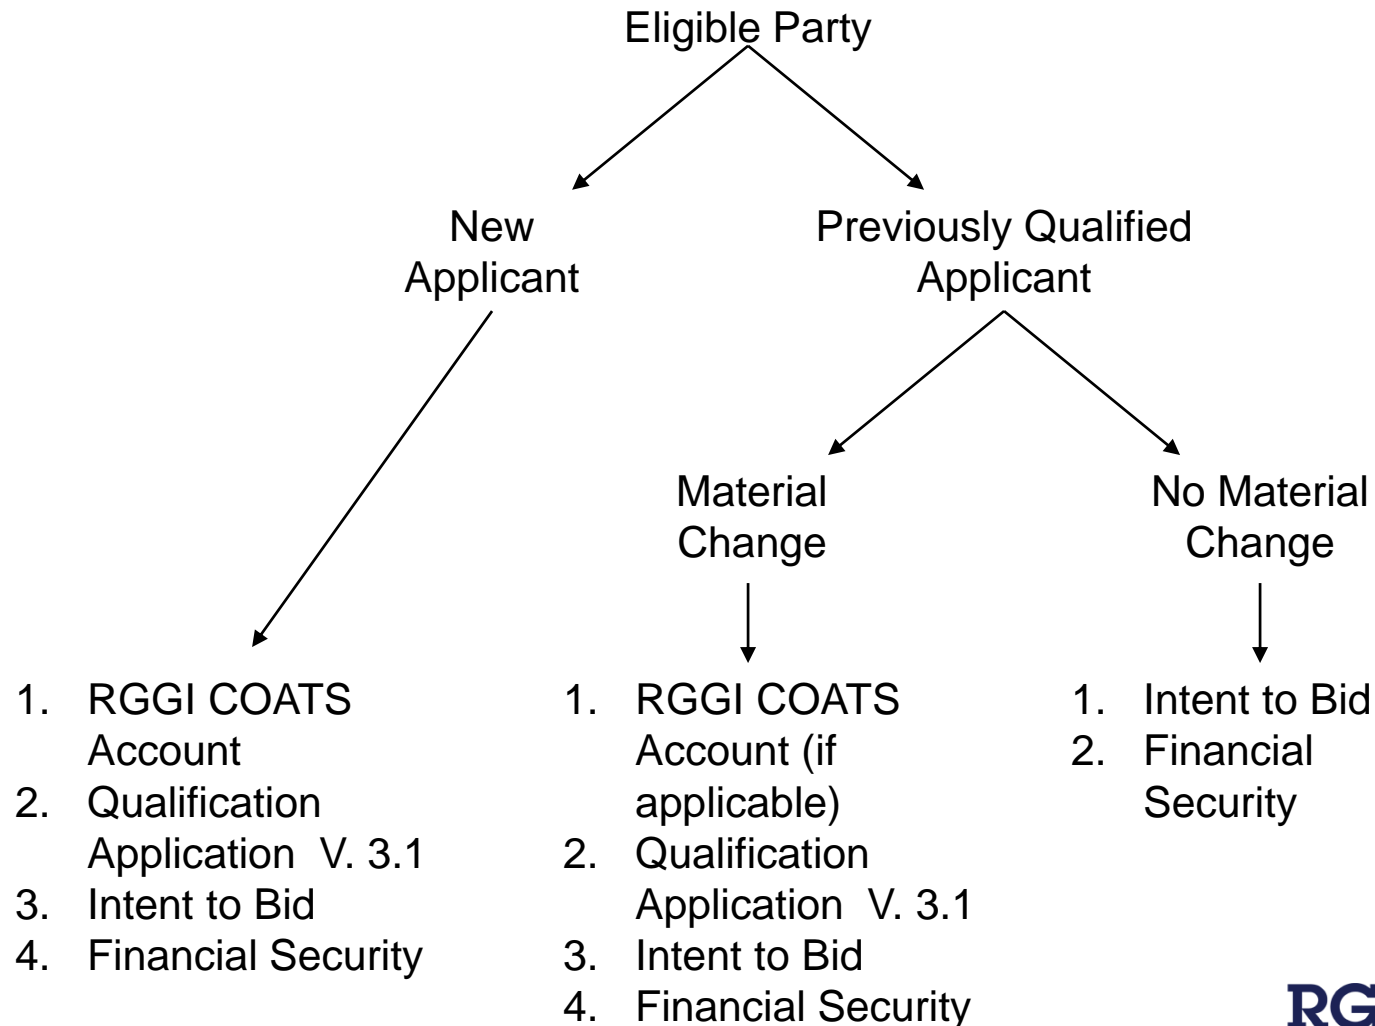 Eligible Party
New
Applicant
Previously Qualified
Applicant
Material
Change
No Material
Change
1. RGGI COATS
Account
2. Qualification
Application V. 3.1
3. Intent to Bid
4. Financial Security
1. RGGI COATS
Account (if
applicable)
2. Qualification
Application V. 3.1
3. Intent to Bid
4. Financial Security
1. Intent to Bid
2. Financial
Security
RG